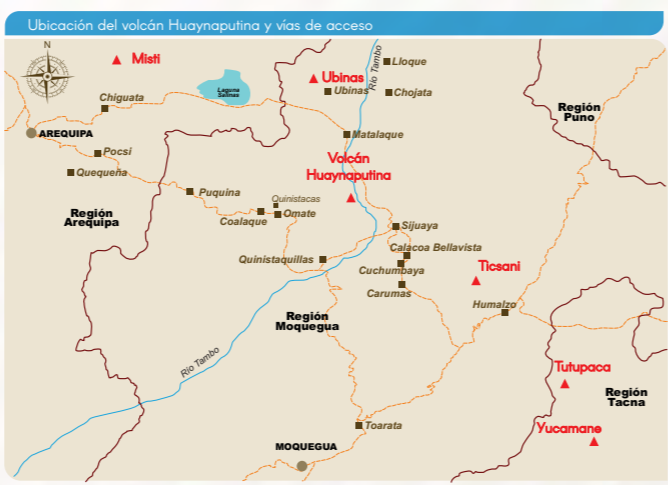 Ubicación del volcán Huaynaputina y vías de acceso
N
Misti
Laguna
Salinas
Ubinas
Ubinas
Río Tambo
Lloque
Chojata
Chiguata
AREQUIPA
Matalaque
Región
Puno
Pocsi
Quequeña
Volcán
Huaynaputina
Puquina
Quinistacas
Omate
Coalaque
Región
Arequipa
Sijuaya
Calacoa Bellavista
Quinistaquillas
Cuchumbaya
Carumas
Ticsani
Humalzo
Región
Moquegua
Río Tambo
Tutupaca
Región
Tacna
Yucamane
Toarata
MOQUEGUA